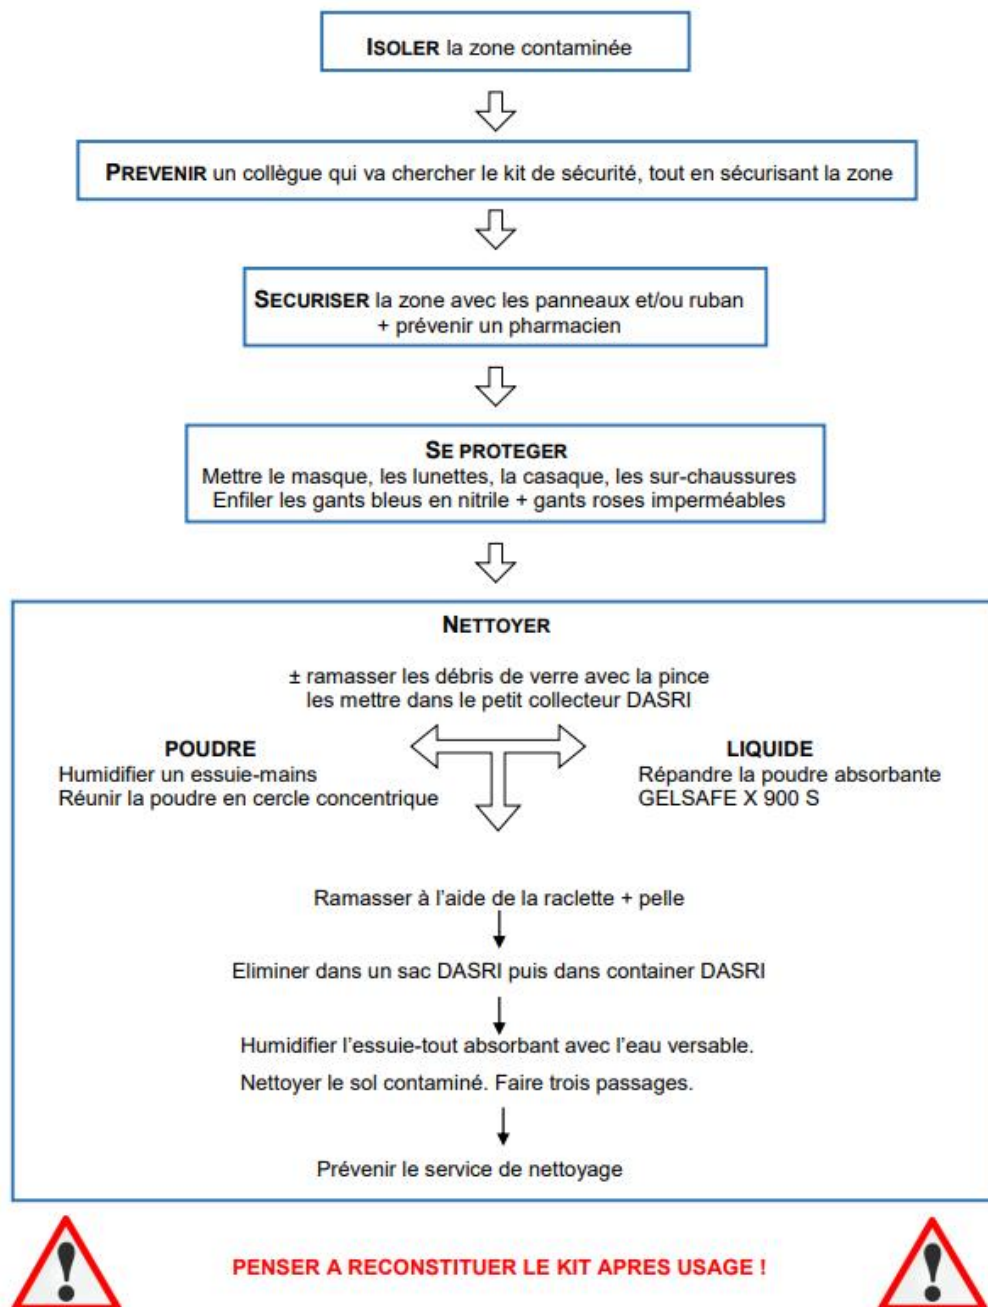 ISOLER la zone contaminée
PREVENIR un collègue qui va chercher le kit de sécurité, tout en sécurisant la zone
SECURISER la zone avec les panneaux et/ou ruban
+ prévenir un pharmacien
SE PROTEGER
Mettre le masque, les lunettes, la casaque, les sur-chaussures
Enfiler les gants bleus en nitrile + gants roses imperméables
NETTOYER
± ramasser les débris de verre avec la pince
les mettre dans le petit collecteur DASRI
POUDRE
Humidifier un essuie-mains
Réunir la poudre en cercle concentrique
LIQUIDE
Répandre la poudre absorbante
GELSAFE X 900 S
Ramasser à l'aide de la raclette + pelle
Eliminer dans un sac DASRI puis dans container DASRI
Humidifier l'essuie-tout absorbant avec l'eau versable.
Nettoyer le sol contaminé. Faire trois passages.
Prévenir le service de nettoyage
PENSER A RECONSTITUER LE KIT APRES USAGE !